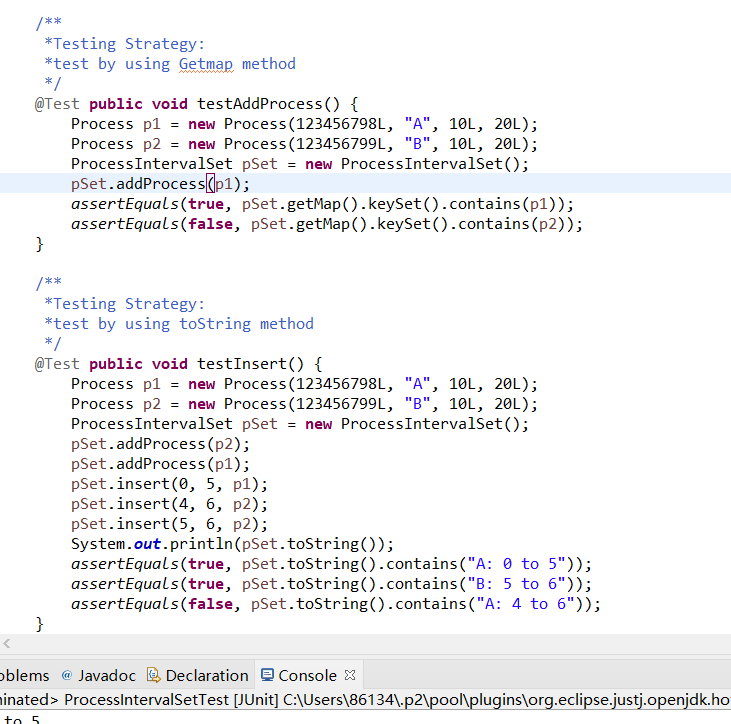 /**
 *Testing Strategy:
 *test by using Getmap method
 */
@Test public void testAddProcess() {
    Process p1 = new Process(123456798L, "A", 10L, 20L);
    Process p2 = new Process(123456799L, "B", 10L, 20L);
    ProcessIntervalSet pSet = new ProcessIntervalSet();
    pSet.addProcess(p1);
    assertEquals(true, pSet.getMap().keySet().contains(p1));
    assertEquals(false, pSet.getMap().keySet().contains(p2));
}
/**
 *Testing Strategy:
 *test by using toString method
 */
@Test public void testInsert() {
    Process p1 = new Process(123456798L, "A", 10L, 20L);
    Process p2 = new Process(123456799L, "B", 10L, 20L);
    ProcessIntervalSet pSet = new ProcessIntervalSet();
    pSet.addProcess(p2);
    pSet.addProcess(p1);
    pSet.insert(0, 5, p1);
    pSet.insert(4, 6, p2);
    pSet.insert(5, 6, p2);
    System.out.println(pSet.toString());
    assertEquals(true, pSet.toString().contains("A: 0 to 5"));
    assertEquals(true, pSet.toString().contains("B: 5 to 6"));
    assertEquals(false, pSet.toString().contains("A: 4 to 6"));
}
oblems @ Javadoc Declaration Console
inated> ProcessIntervalSetTest [JUnit] C:\Users\86134\.p2\pool\plugins\org.eclipse.justj.openjdk.ho
to 5